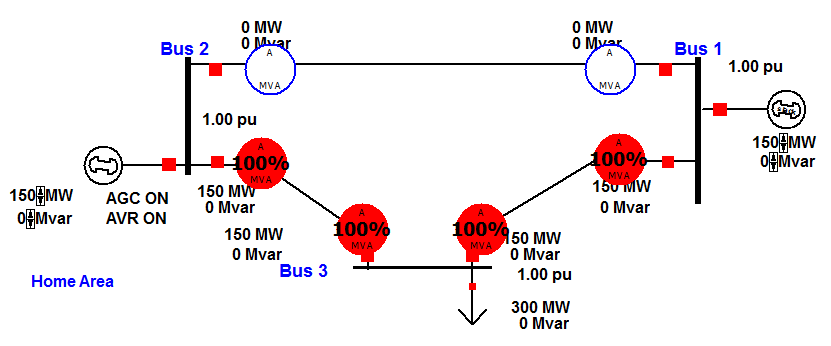 0 MW
0 Mvar
0 MW
0 Mvar
Bus 2
Bus 1
A
MVA
A
MVA
1.00 pu
1.00 pu
150 MW
0 Mvar
A
100%
MVA
A
100%
MVA
150 MW
0 Mvar
AGC ON
AVR ON
150 MW
0 Mvar
150 MW
0 Mvar
150 MW
0 Mvar
A
100%
MVA
A
100%
MVA
150 MW
0 Mvar
Bus 3
1.00 pu
Home Area
300 MW
0 Mvar